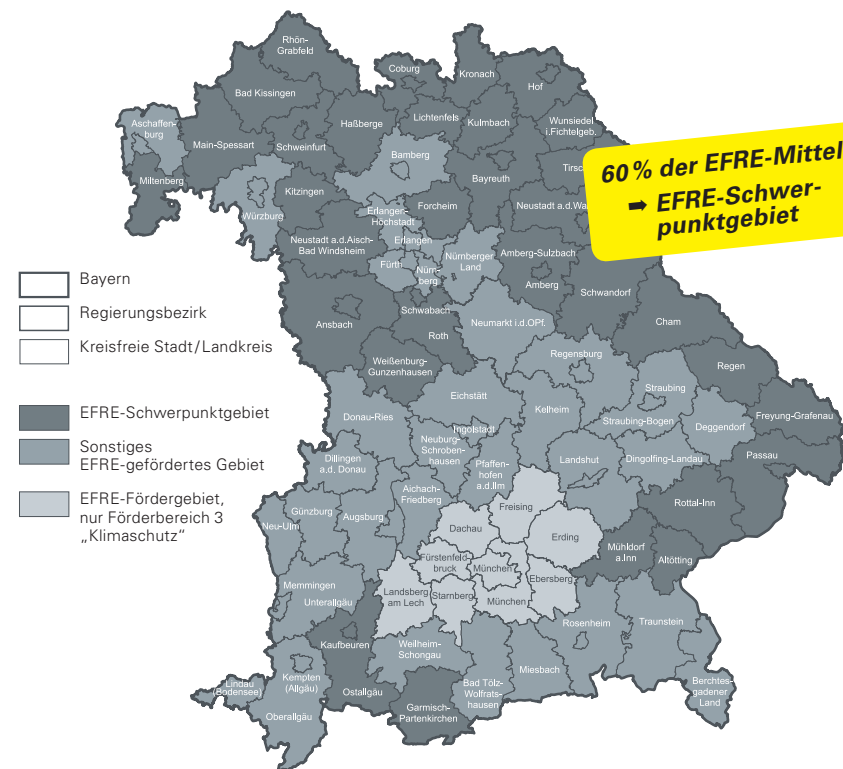 Rhön-
Grabfeld
Coburg
Kronach
Hof
Bad Kissingen
Aschaffen-
burg
Main-Spessart
Schweinfurt
Haßberge
Lichtenfels
Kulmbach
Wunsiedel
i.Fichtelgeb.
Bamberg
Tirsch
Miltenberg
Kitzingen
Bayreuth
Würzburg
Erlangen-
Höchstadt
Forcheim
Neustadt a.d.Wa
60 % der EFRE-Mittel
➡ EFRE-Schwer-
punktgebiet
Neustadt a.d.Aisch-
Bad Windsheim
Erlangen
Fürth
Nürn-
berg
Nürnberger
Land
Amberg-Sulzbach
Amberg
Schwandorf
Ansbach
Schwabach
Roth
Neumarkt i.d.OPf.
Cham
Weißenburg-
Gunzenhausen
Regensburg
Regen
Bayern
Regierungsbezirk
Kreisfreie Stadt/Landkreis
EFRE-Schwerpunktgebiet
Sonstiges
EFRE-gefördertes Gebiet
EFRE-Fördergebiet,
nur Förderbereich 3
„Klimaschutz“
Eichstätt
Straubing
Donau-Ries
Ingolstadt
Kelheim
Straubing-Bogen
Deggendorf
Freyung-Grafenau
Neuburg-
Schroben-
hausen
Dillingen
a.d. Donau
Pfaffen-
hofen
a.d.Ilm
Landshut
Dingolfing-Landau
Passau
Aichach-
Friedberg
Rottal-Inn
Günzburg
Augsburg
Neu-Ulm
Freising
Dachau
Erding
Mühldorf
a.Inn
Altötting
Fürstenfeld-
bruck
München
Ebersberg
Memmingen
Unterallgäu
Landsberg
am Lech
Starnberg
München
Rosenheim
Traunstein
Kaufbeuren
Weilheim-
Schongau
Miesbach
Bad Tölz-
Wolfrats-
hausen
Berchtes-
gadener
Land
Lindau
(Bodensee)
Kempten
(Allgäu)
Ostallgäu
Oberallgäu
Garmisch-
Partenkirchen